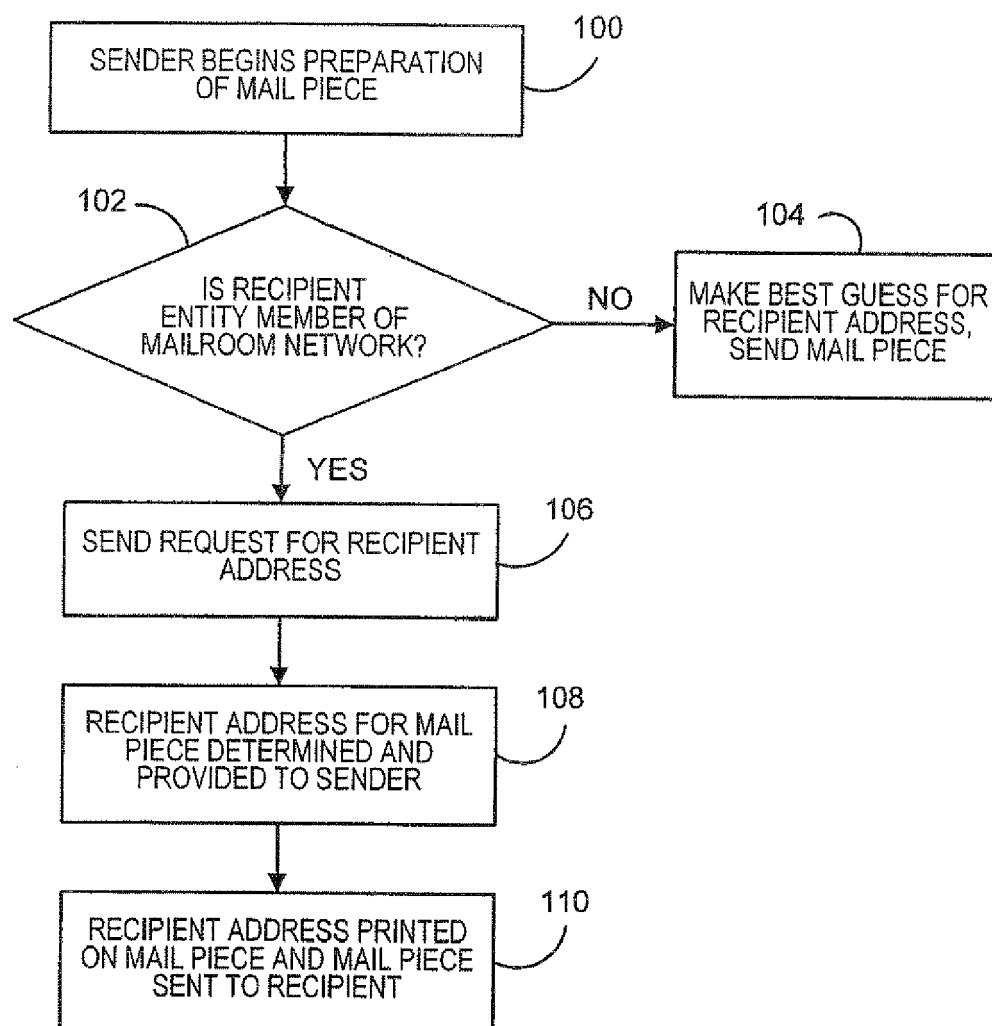 100
SENDER BEGINS PREPARATION
OF MAIL PIECE
102
IS RECIPIENT
ENTITY MEMBER OF
MAILROOM NETWORK?
NO
104
MAKE BEST GUESS FOR
RECIPIENT ADDRESS,
SEND MAIL PIECE
YES
106
SEND REQUEST FOR RECIPIENT
ADDRESS
108
RECIPIENT ADDRESS FOR MAIL
PIECE DETERMINED AND
PROVIDED TO SENDER
110
RECIPIENT ADDRESS PRINTED
ON MAIL PIECE AND MAIL PIECE
SENT TO RECIPIENT